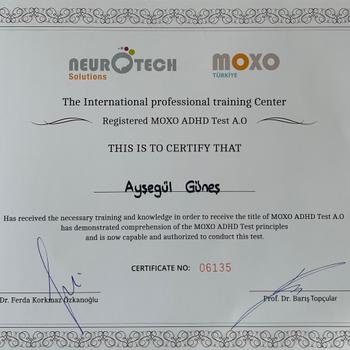 NEUROTECH
Solutions
MOXO
TÜRKİYE
The International professional training Center
Registered MOXO ADHD Test A.O
THIS IS TO CERTIFY THAT
Ayşegül Güneş
Has received the necessary training and knowledge in order to receive the title of MOXO ADHD Test A.O
has demonstrated comprehension of the MOXO ADHD Test principles
and is now capable and authorized to conduct this test.
CERTIFICATE NO: 06135
Dr. Ferda Korkmaz Özkanoğlu
Prof. Dr. Barış Topçular